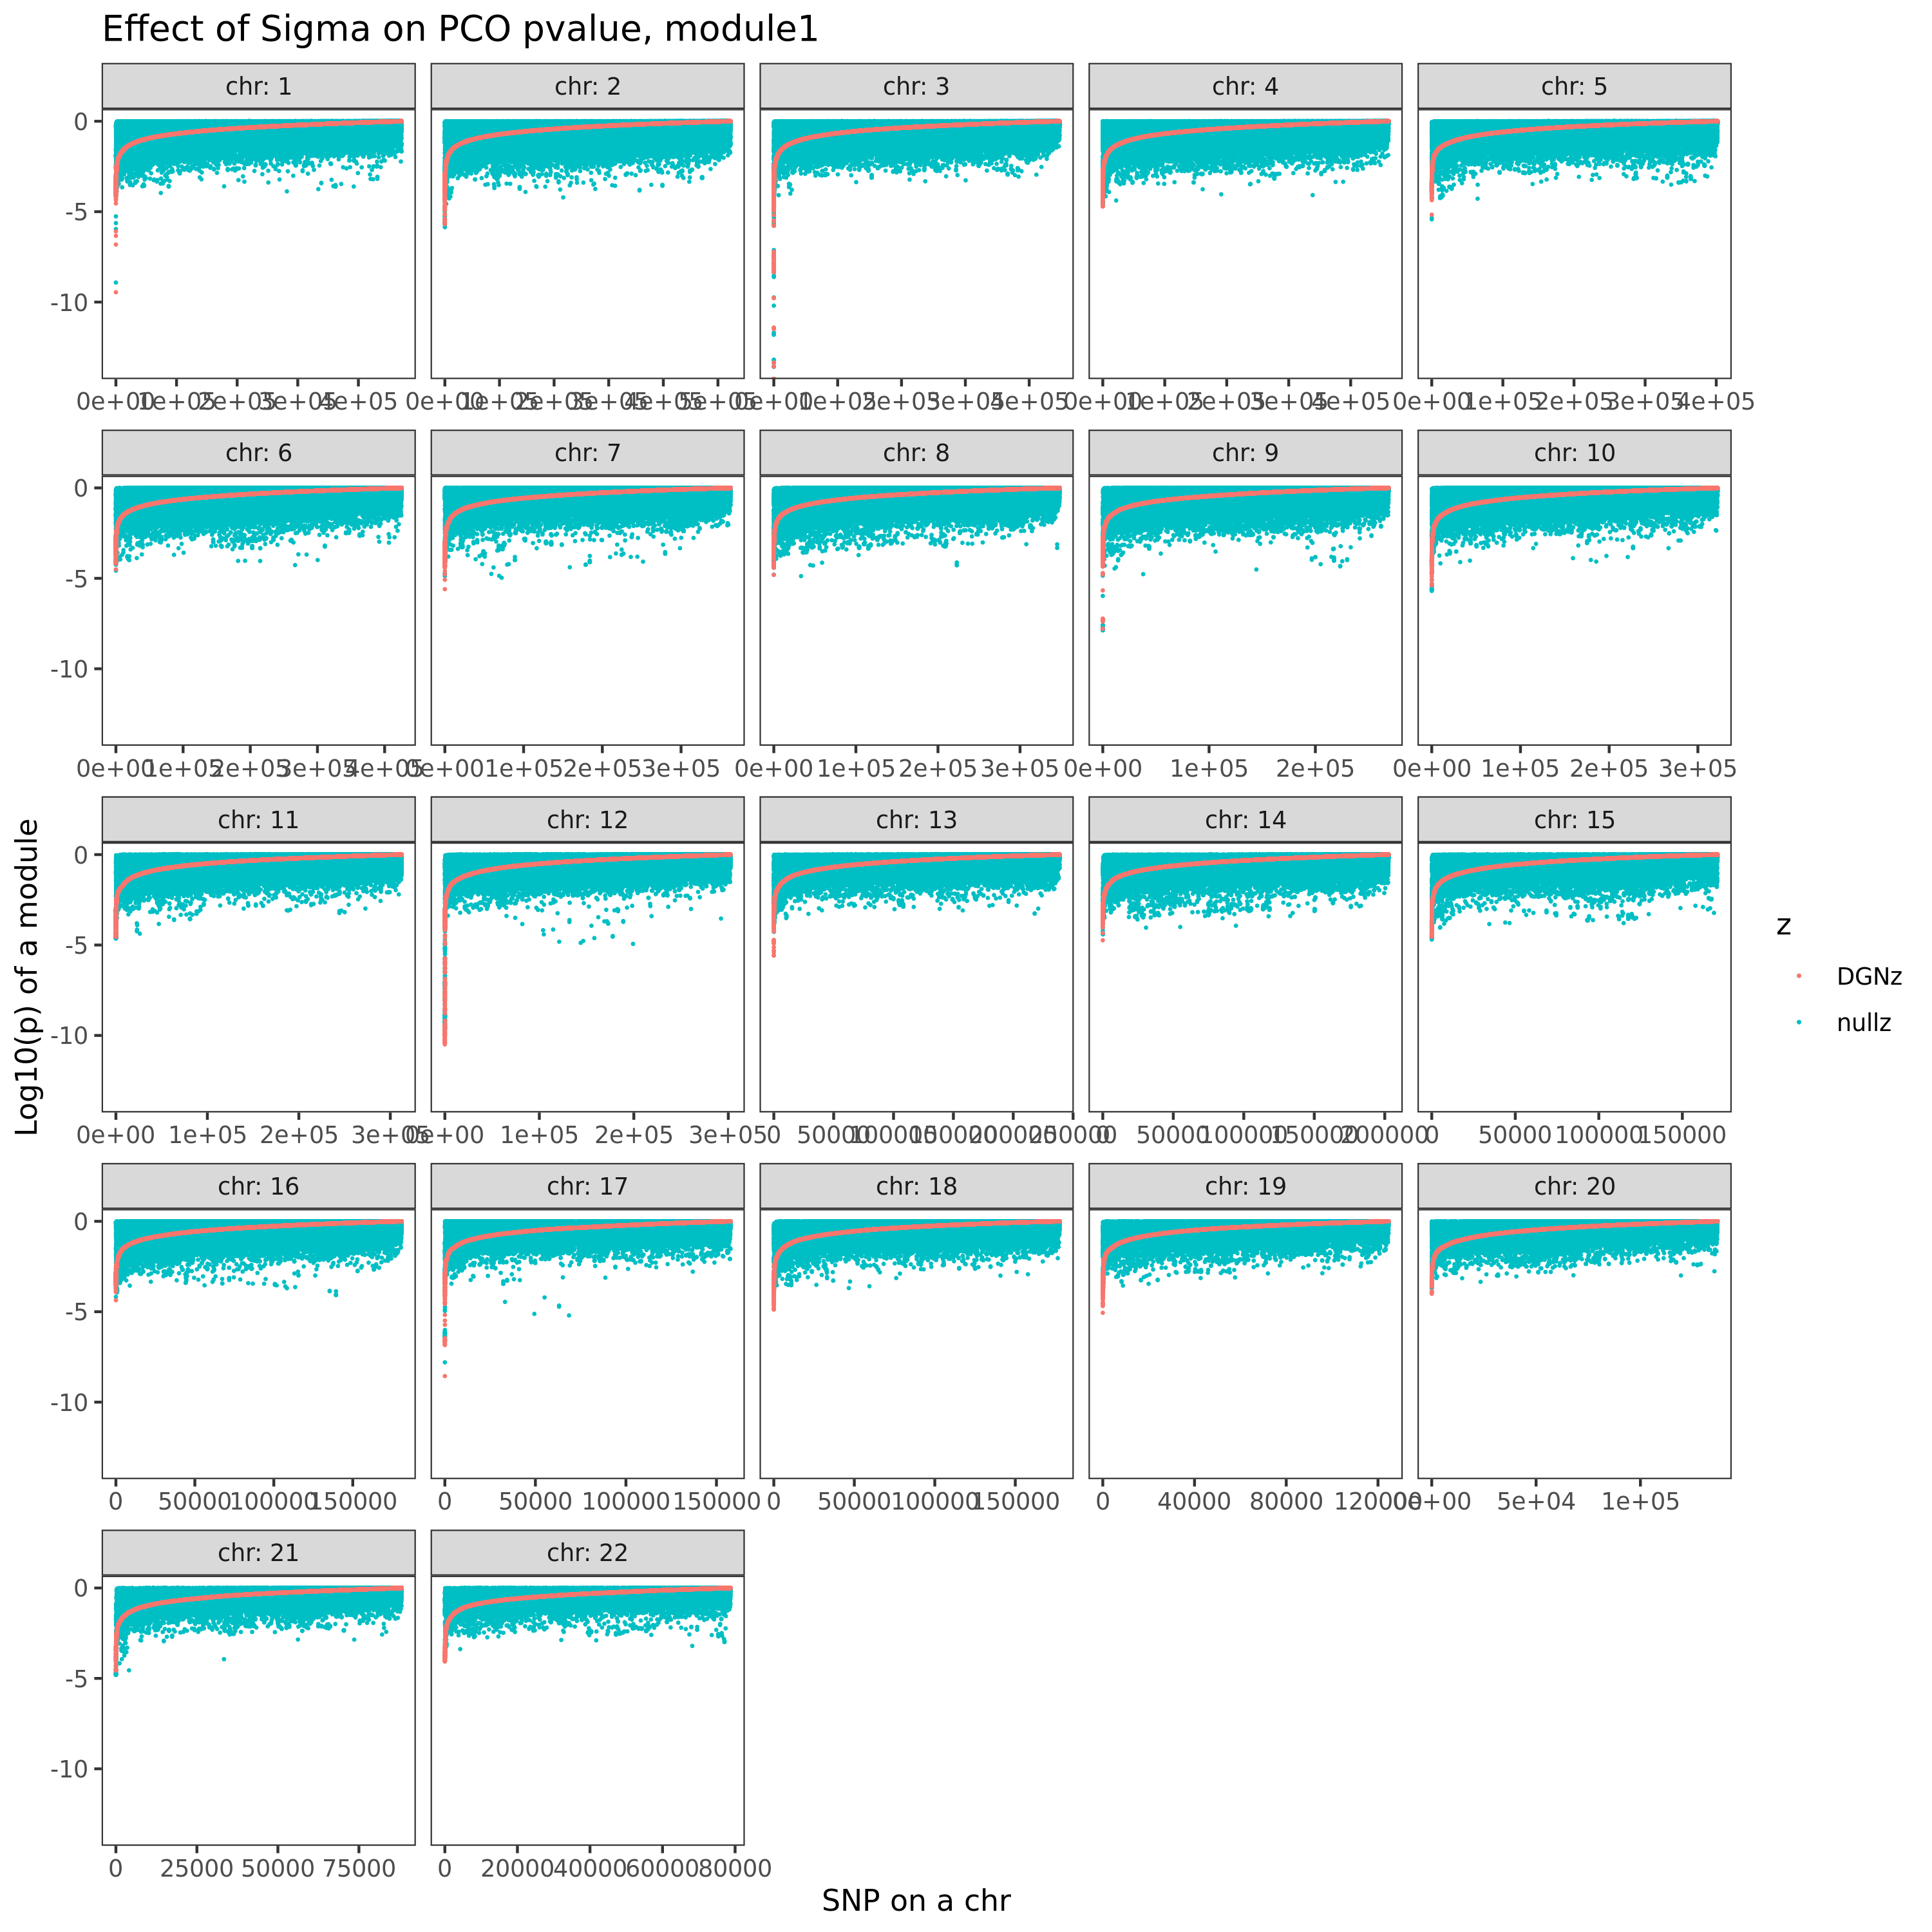 Effect of Sigma on PCO pvalue, module1
chr: 1 chr: 2 chr: 3 chr: 4 chr: 5
0
-5
-10
0e+00 1e+05 2e+05 3e+05 4e+05 0e+00 1e+05 2e+05 3e+05 4e+05 5e+05 0e+00 1e+05 2e+05 3e+05 4e+05 0e+00 1e+05 2e+05 3e+05 4e+05 0e+00 1e+05 2e+05 3e+05 4e+05
chr: 6 chr: 7 chr: 8 chr: 9 chr: 10
0
-5
-10
0e+00 1e+05 2e+05 3e+05 4e+05 0e+00 1e+05 2e+05 3e+05 0e+00 1e+05 2e+05 3e+05 0e+00 1e+05 2e+05 0e+00 1e+05 2e+05 3e+05
chr: 11 chr: 12 chr: 13 chr: 14 chr: 15
0
-5
-10
0e+00 1e+05 2e+05 3e+05 0e+00 1e+05 2e+05 3e+05 0 50000 100000 150000 200000 250000 0 50000 100000 150000 200000 0 50000 100000 150000
chr: 16 chr: 17 chr: 18 chr: 19 chr: 20
0
-5
-10
0 50000 100000 150000 0 50000 100000 150000 0 50000 100000 150000 0 40000 80000 120000 0e+00 5e+04 1e+05
chr: 21 chr: 22
0
-5
-10
0 25000 50000 75000 0 20000 40000 60000 80000
SNP on a chr
Log10(p) of a module
z
DGNz
nullz